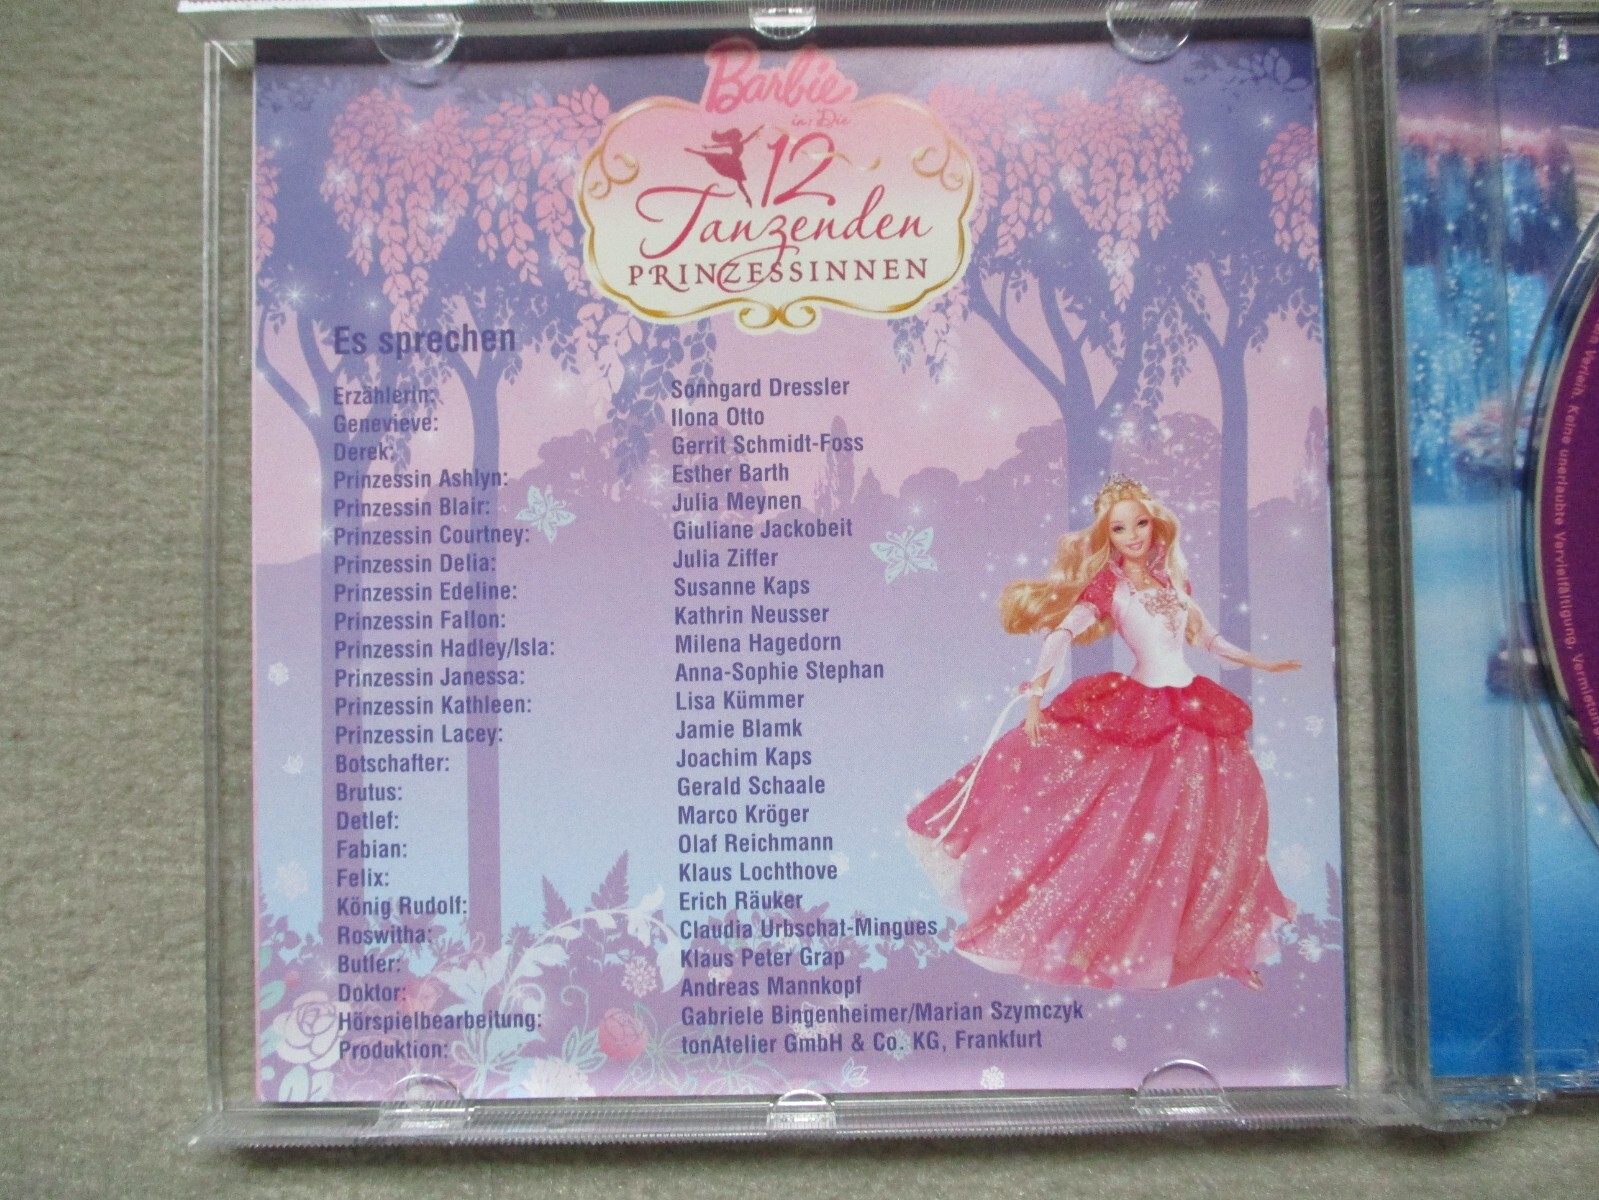 Barbie
in: Die
12
Tanzenden
PRINZESSINNEN
Es sprechen
Erzählerin: Sonngard Dressler
Genevieve: Ilona Otto
Derek: Gerrit Schmidt-Foss
Prinzessin Ashlyn: Esther Barth
Prinzessin Blair: Julia Meynen
Prinzessin Courtney: Giuliane Jackobeit
Prinzessin Delia: Julia Ziffer
Prinzessin Edeline: Susanne Kaps
Prinzessin Fallon: Kathrin Neusser
Prinzessin Hadley/Isla: Milena Hagedorn
Prinzessin Janessa: Anna-Sophie Stephan
Prinzessin Kathleen: Lisa Kümmer
Prinzessin Lacey: Jamie Blamk
Botschafter: Joachim Kaps
Brutus: Gerald Schaale
Detlef: Marco Kröger
Fabian: Olaf Reichmann
Felix: Klaus Lochthove
König Rudolf: Erich Räuker
Roswitha: Claudia Urbschat-Mingues
Butler: Klaus Peter Grap
Doktor: Andreas Mannkopf
Hörspielbearbeitung: Gabriele Bingenheimer/Marian Szymczyk
Produktion: tonAtelier GmbH & Co. KG, Frankfurt
Verleih. Keine unerlaubte Vervielfältigung,